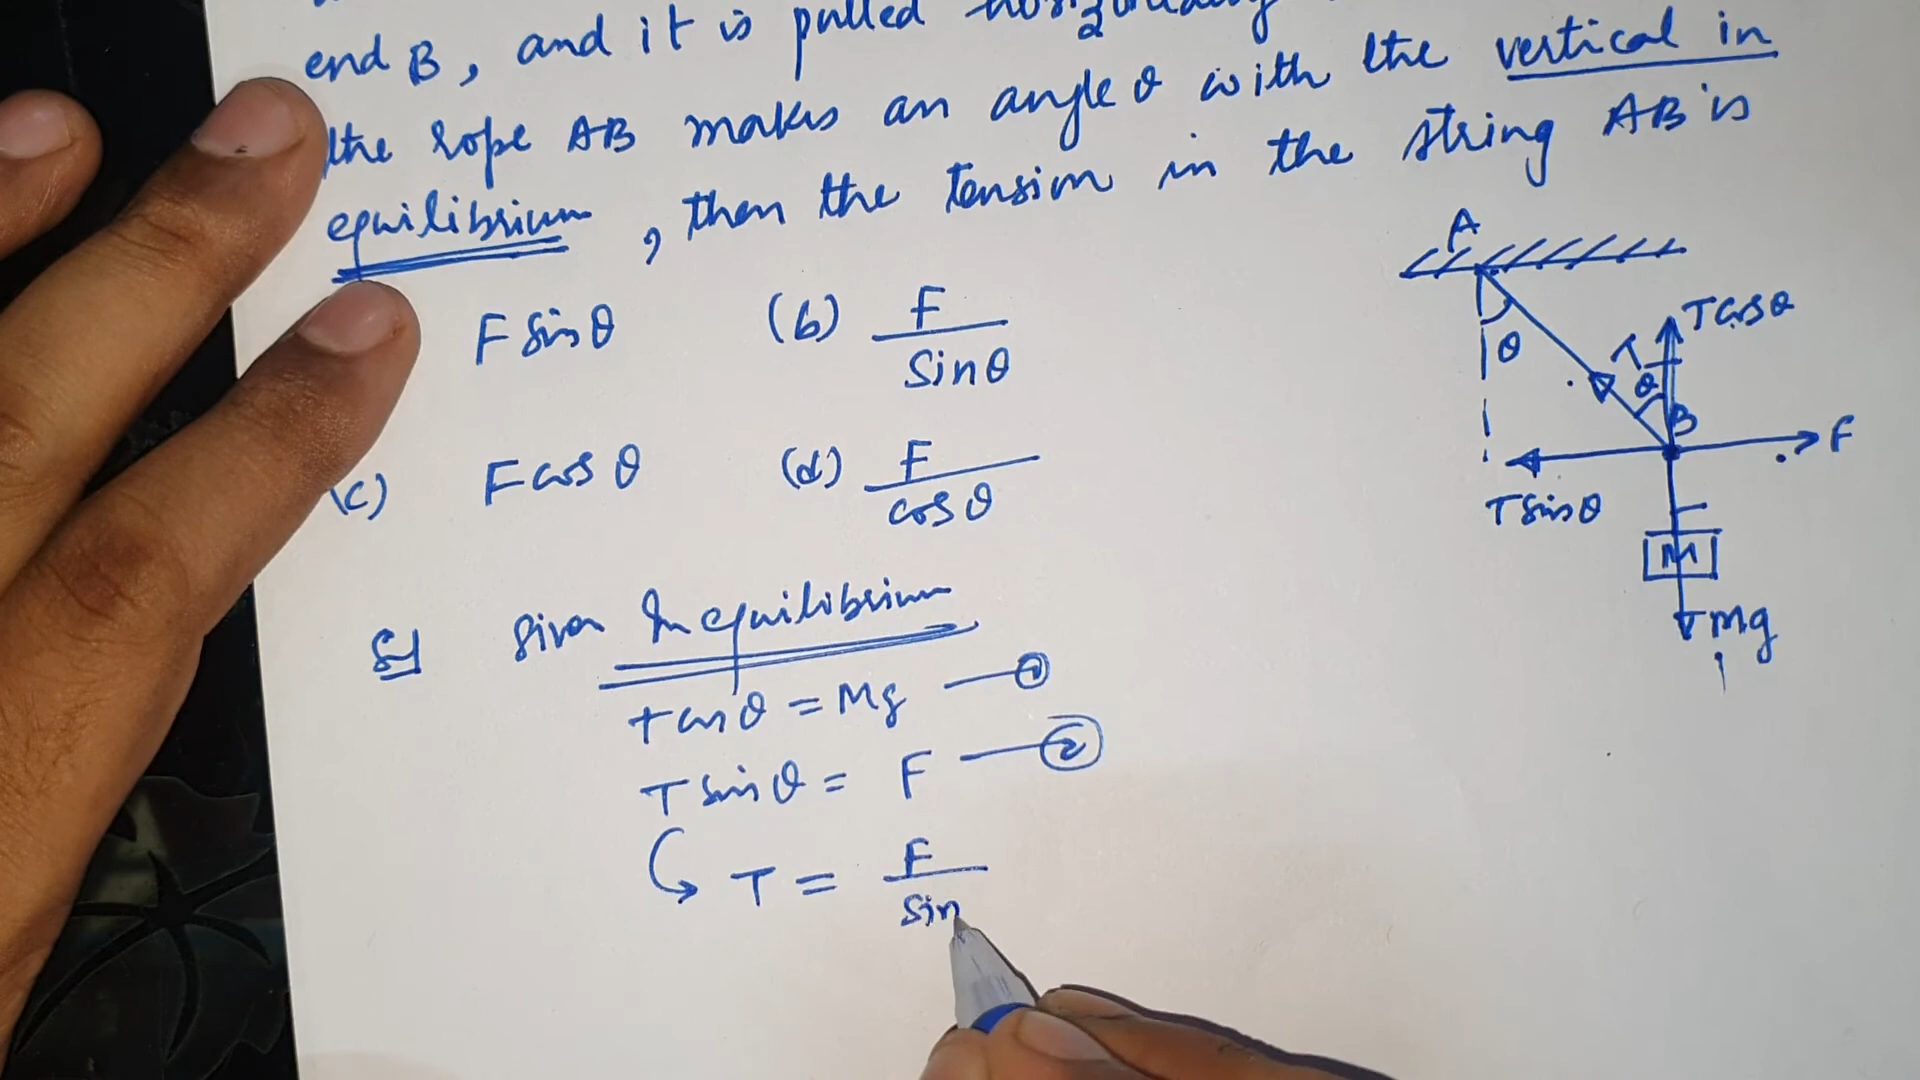 end B, and it is pulled horizontally
the rope AB makes an angle θ with the vertical in
equilibrium, then the tension in the string AB is
F sinθ (b) F / Sinθ
(c) F cos θ (d) F / cos θ
Sol Given In equilibrium
T cos θ = Mg — ①
T sin θ = F — ②
T = F / Sin
A
θ
T
T cos θ
θ
B
F
T sin θ
M
Mg